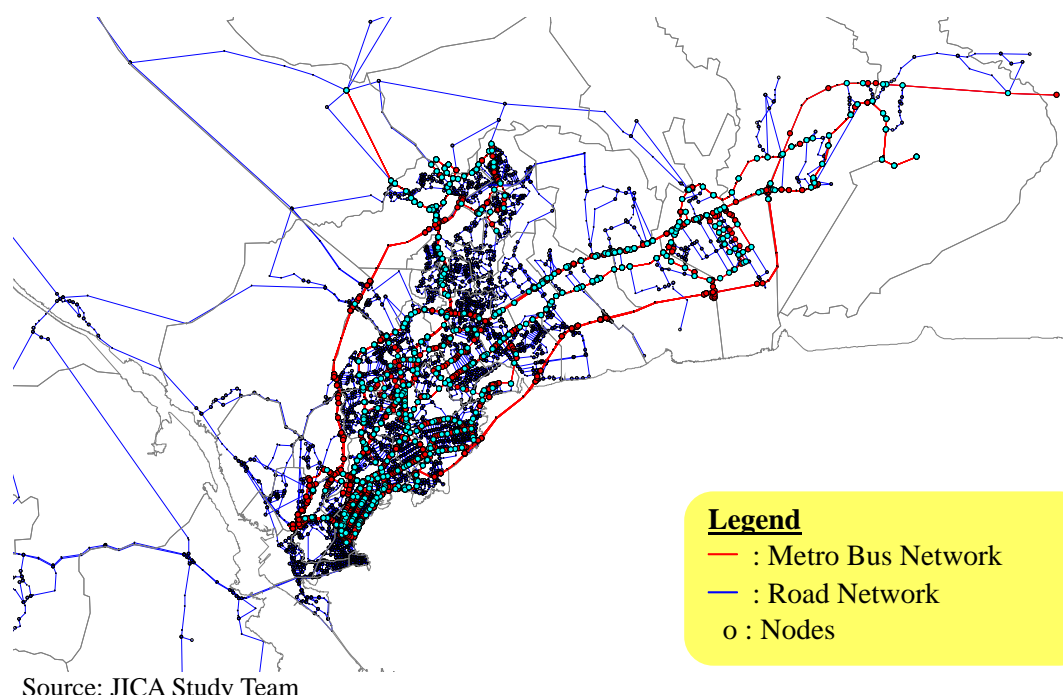 Legend
: Metro Bus Network
: Road Network
o : Nodes
Source: JICA Study Team